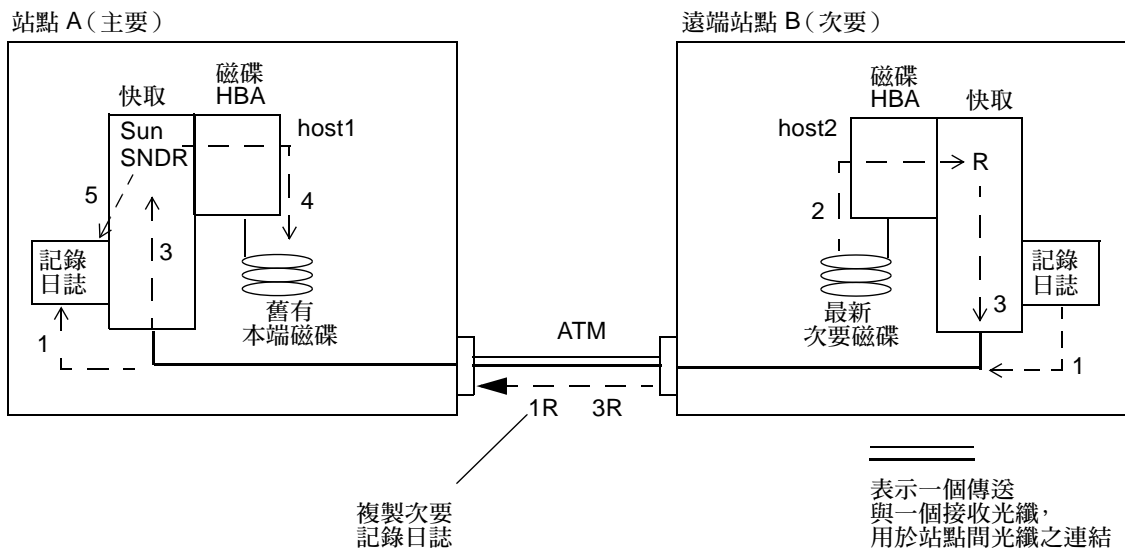 站點 A（主要）
遠端站點 B（次要）
磁碟
HBA
快取
Sun
SNDR
host1
5
4
3
記錄
日誌
1
舊有
本端磁碟
磁碟
HBA
快取
host2
R
2
記錄
日誌
最新
次要磁碟
3
1
ATM
1R
3R
複製次要
記錄日誌
表示一個傳送
與一個接收光纖，
用於站點間光纖之連結